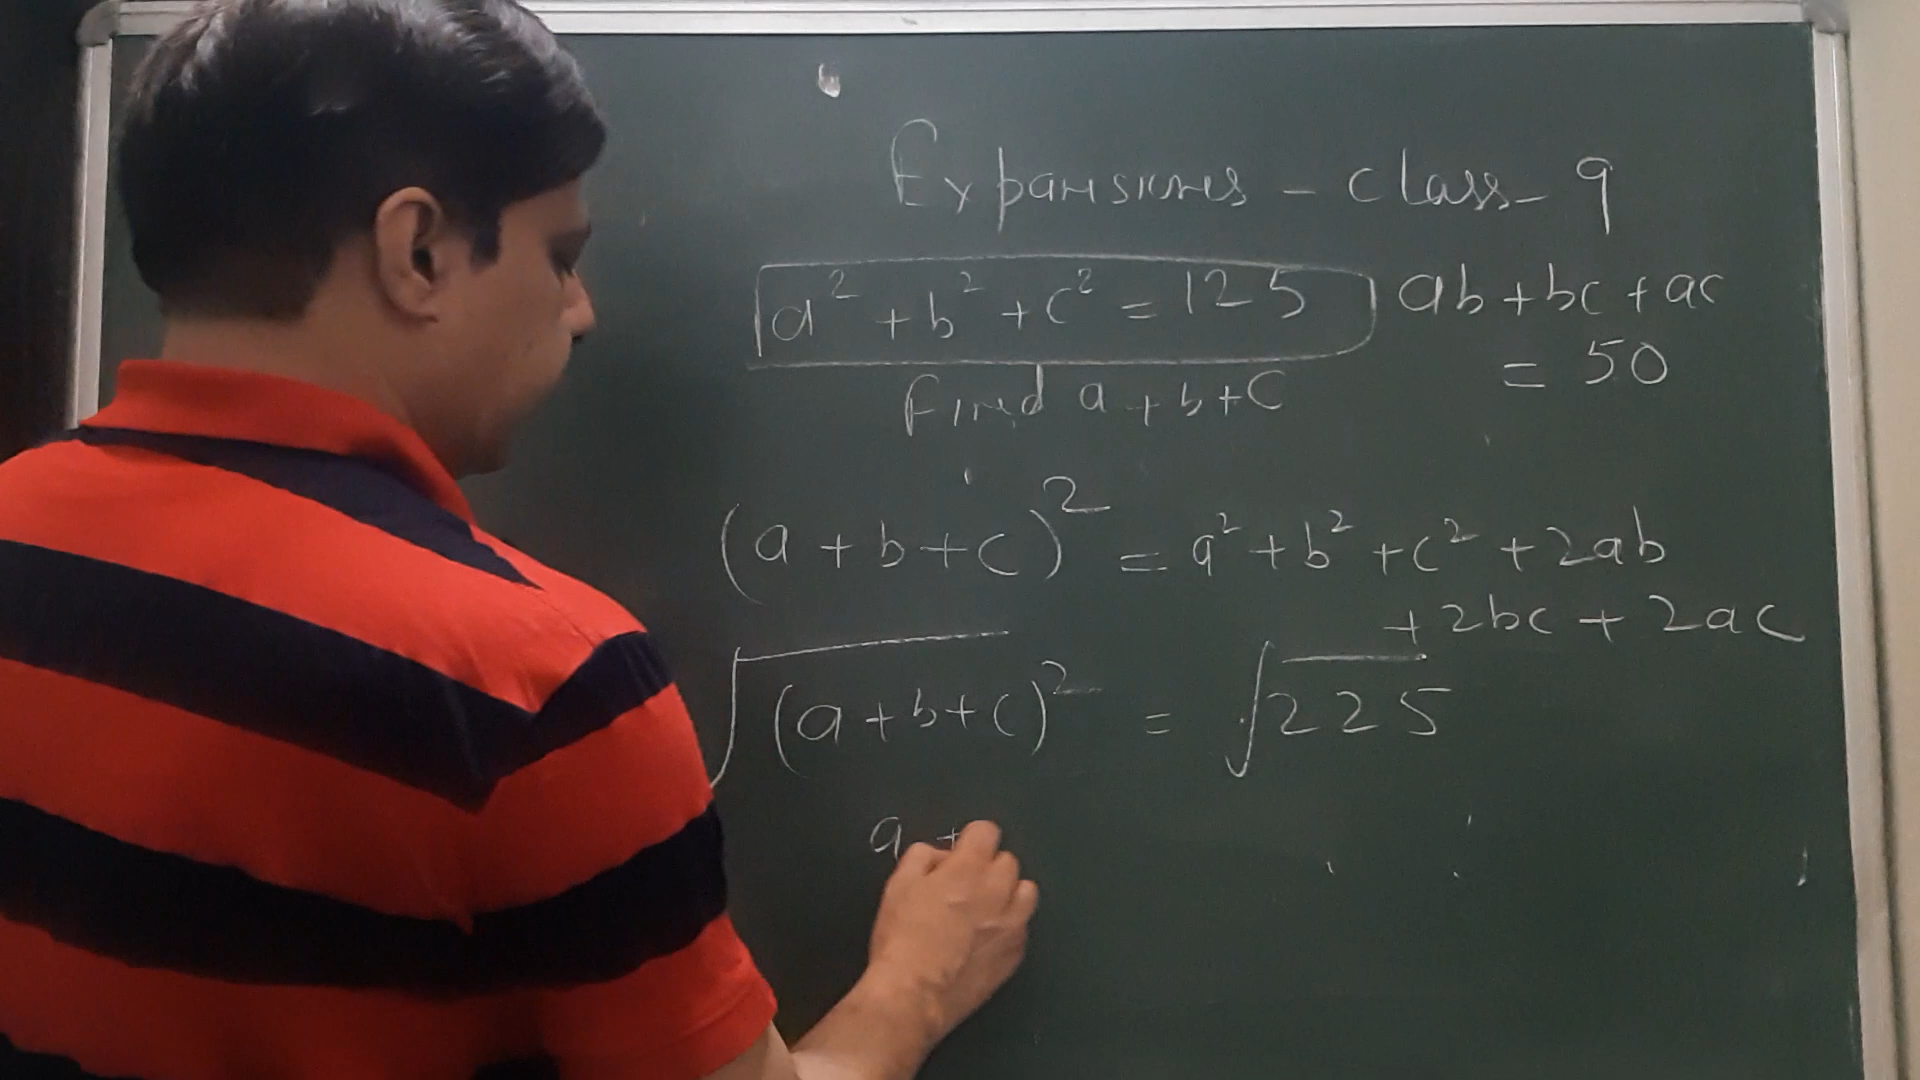 Expansions - class - 9
a² + b² + c² = 125 ab + bc + ac
= 50
Find a + b + c
(a + b + c)² = a² + b² + c² + 2ab
+ 2bc + 2ac
√(a + b + c)² = √225
a +